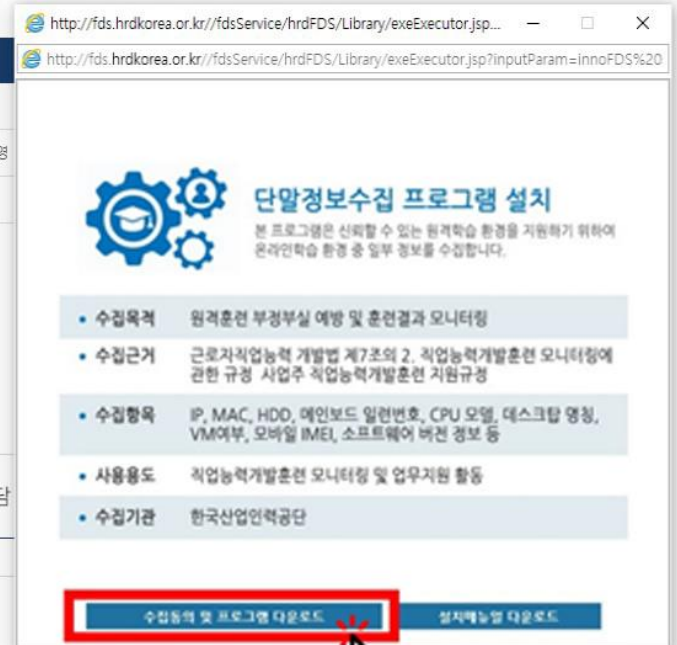 http://fds.hrdkorea.or.kr//fdsService/hrdFDS/Library/exeExecutor.jsp...
http://fds.hrdkorea.or.kr//fdsService/hrdFDS/Library/exeExecutor.jsp?inputParam=innoFDS%20
단말정보수집 프로그램 설치
본 프로그램은 신뢰할 수 있는 원격학습 환경을 지원하기 위하여
온라인학습 환경 중 일부 정보를 수집합니다.
• 수집목적 원격훈련 부정부실 예방 및 훈련결과 모니터링
• 수집근거 근로자직업능력 개발법 제7조의 2. 직업능력개발훈련 모니터링에
관한 규정 사업주 직업능력개발훈련 지원규정
• 수집항목 IP, MAC, HDD, 메인보드 일련번호, CPU 모델, 데스크탑 명칭,
VM여부, 모바일 IMEI, 소프트웨어 버전 정보 등
• 사용용도 직업능력개발훈련 모니터링 및 업무지원 활동
• 수집기관 한국산업인력공단
수집동의 및 프로그램 다운로드 설치메뉴얼 다운로드